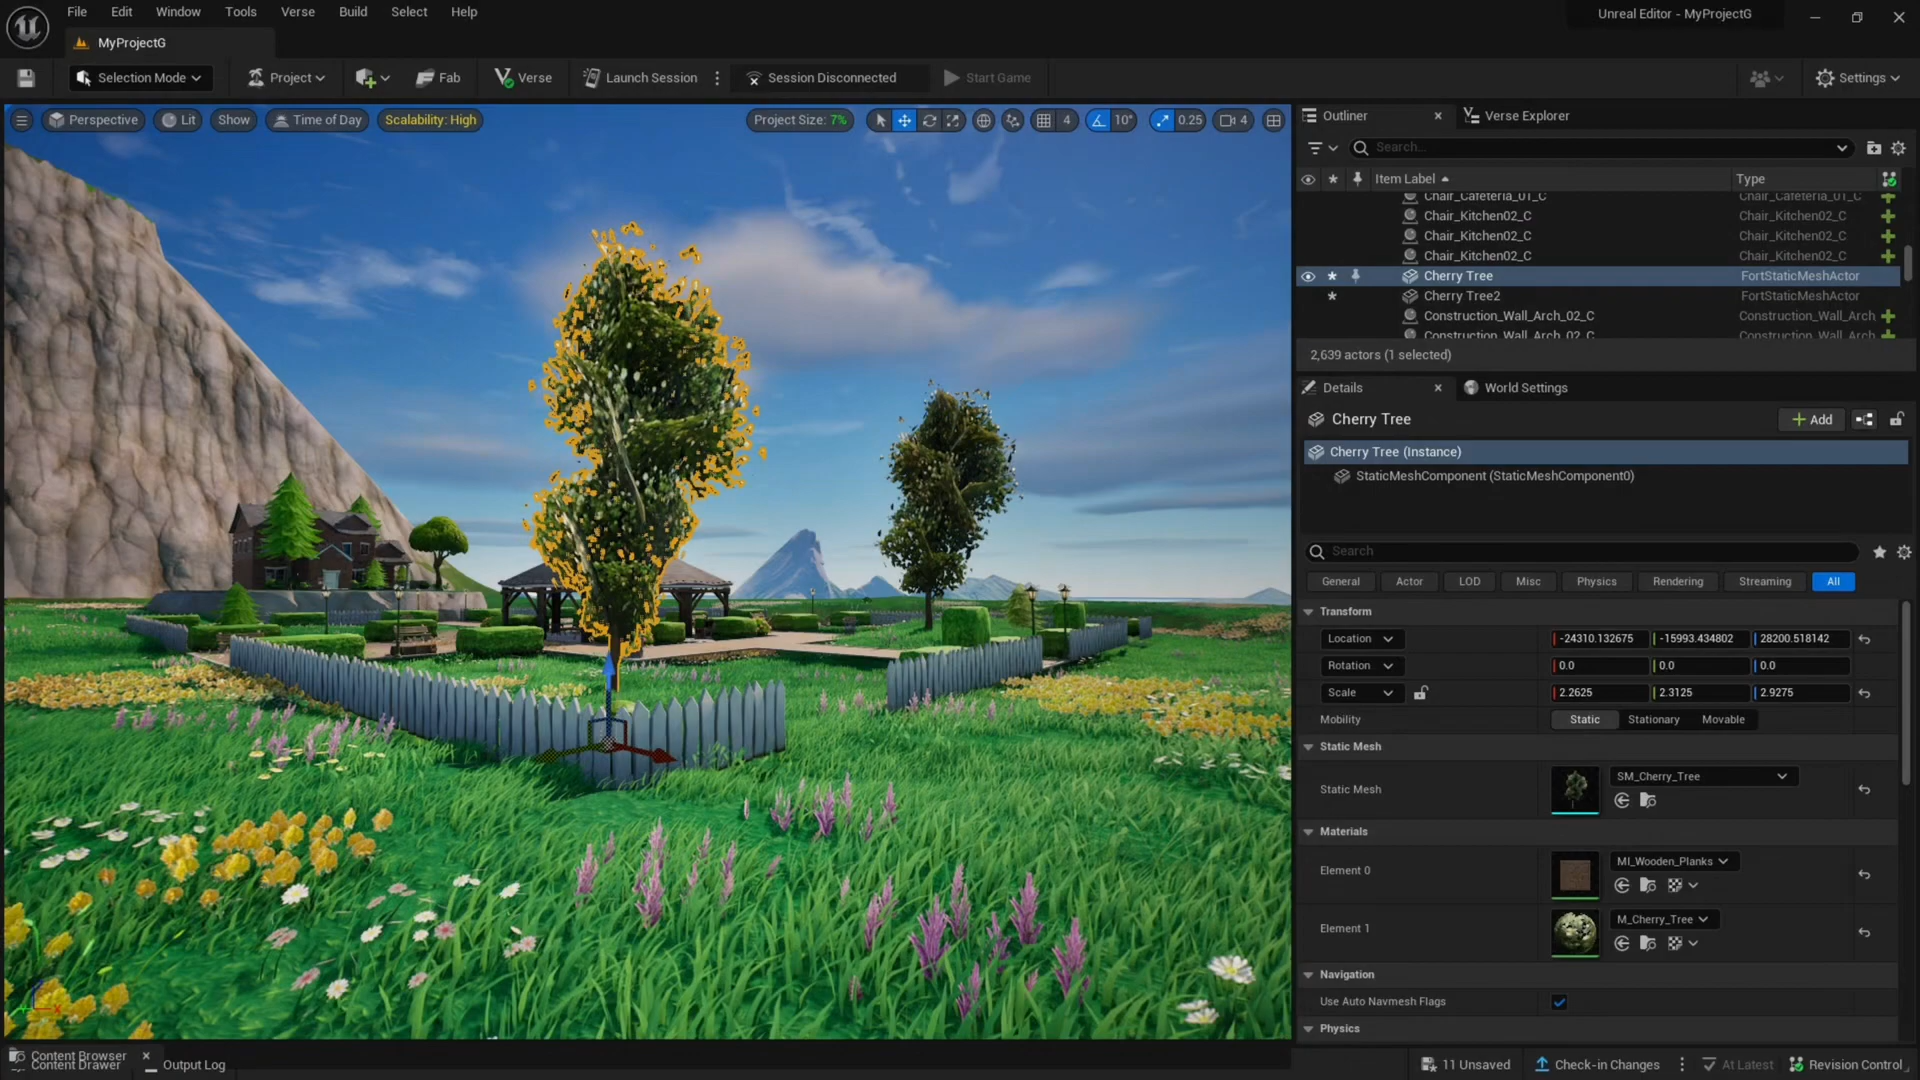 File Edit Window Tools Verse Build Select Help
Unreal Editor - MyProjectG
MyProjectG
Selection Mode Project Fab Verse Launch Session Session Disconnected Start Game Settings
Perspective Lit Show Time of Day Scalability: High Project Size: 7% 4 10° 0.25 4
Outliner Verse Explorer
Search...
Item Label Type
Chair_Cafeteria_01_C Chair_Cafeteria_01_C
Chair_Kitchen02_C Chair_Kitchen02_C
Chair_Kitchen02_C Chair_Kitchen02_C
Chair_Kitchen02_C Chair_Kitchen02_C
Cherry Tree FortStaticMeshActor
Cherry Tree2 FortStaticMeshActor
Construction_Wall_Arch_02_C Construction_Wall_Arch
Construction_Wall_Arch_02_C Construction_Wall_Arch
2,639 actors (1 selected)
Details World Settings
Cherry Tree Add
Cherry Tree (Instance)
StaticMeshComponent (StaticMeshComponent0)
Search
General Actor LOD Misc Physics Rendering Streaming All
Transform
Location -24310.132675 -15993.434802 28200.518142
Rotation 0.0 0.0 0.0
Scale 2.2625 2.3125 2.9275
Mobility Static Stationary Movable
Static Mesh
Static Mesh SM_Cherry_Tree
Materials
Element 0 MI_Wooden_Planks
Element 1 M_Cherry_Tree
Navigation
Use Auto Navmesh Flags
Physics
Content Browser
Content Drawer Output Log 11 Unsaved Check-in Changes At Latest Revision Control